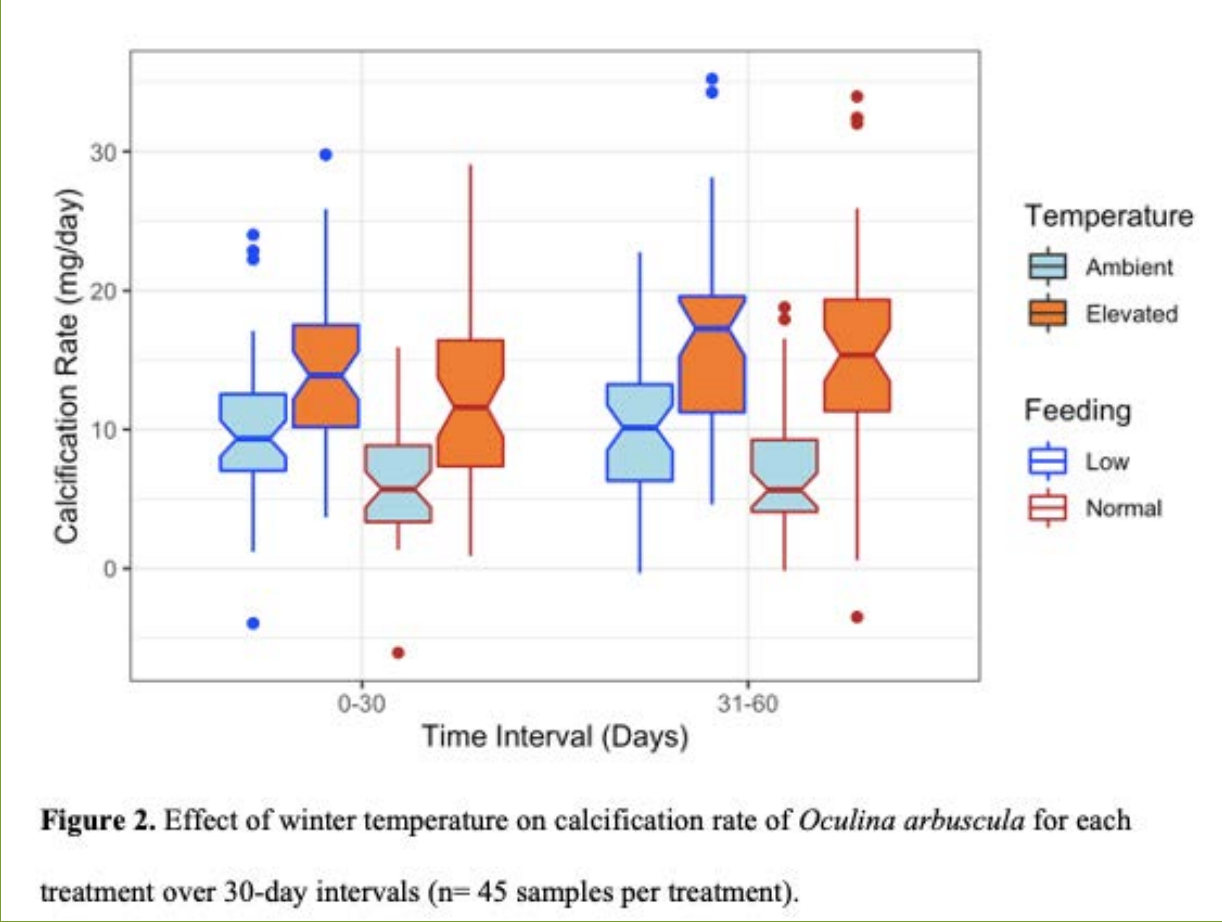 30
20
10
0
Calcification Rate (mg/day)
0-30
31-60
Time Interval (Days)
Temperature
Ambient
Elevated
Feeding
Low
Normal
Figure 2. Effect of winter temperature on calcification rate of Oculina arbuscula for each
treatment over 30-day intervals (n= 45 samples per treatment).